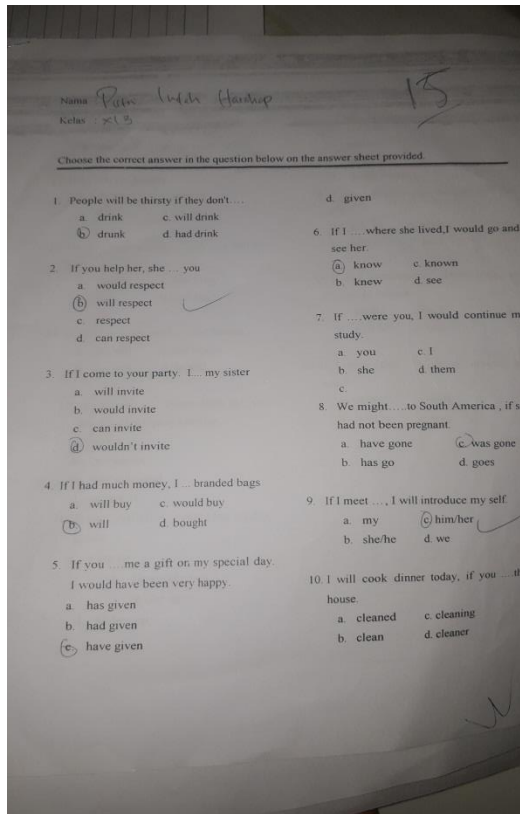 Nama Putri Indah Harahap
Kelas : XI 3
15
Choose the correct answer in the question below on the answer sheet provided.
1. People will be thirsty if they don't....
a. drink c. will drink
b. drunk d. had drink
2. If you help her, she ... you
a. would respect
b. will respect
c. respect
d. can respect
3. If I come to your party. I... my sister
a. will invite
b. would invite
c. can invite
d. wouldn't invite
4. If I had much money, I ... branded bags
a. will buy c. would buy
b. will d. bought
5. If you ....me a gift on my special day.
I would have been very happy.
a. has given
b. had given
c. have given
d. given
6. If I ....where she lived,I would go and
see her.
a. know c. known
b. knew d. see
7. If ....were you, I would continue m
study.
a. you c. I
b. she d. them
c.
8 We might.....to South America , if s
had not been pregnant.
a. have gone c. was gone
b. has go d. goes
9. If I meet ..., I will introduce my self.
a. my c) him/her
b. she/he d. we
10. I will cook dinner today, if you ....th
house.
a. cleaned c. cleaning
b. clean d. cleaner